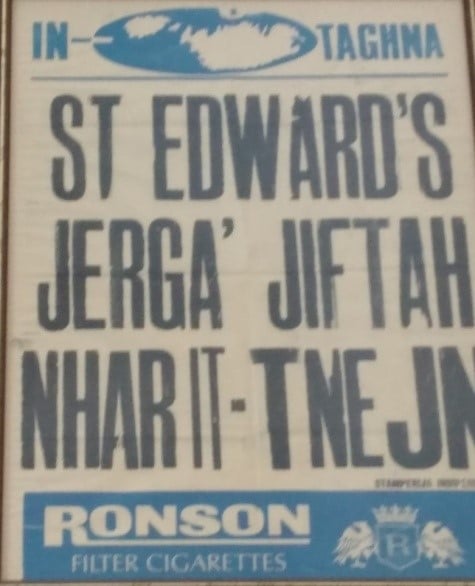 IN- TAGHNA
ST EDWARD'S
JERGA' JIFTAH
NHAR IT-TNEJN
RONSON
FILTER CIGARETTES
R